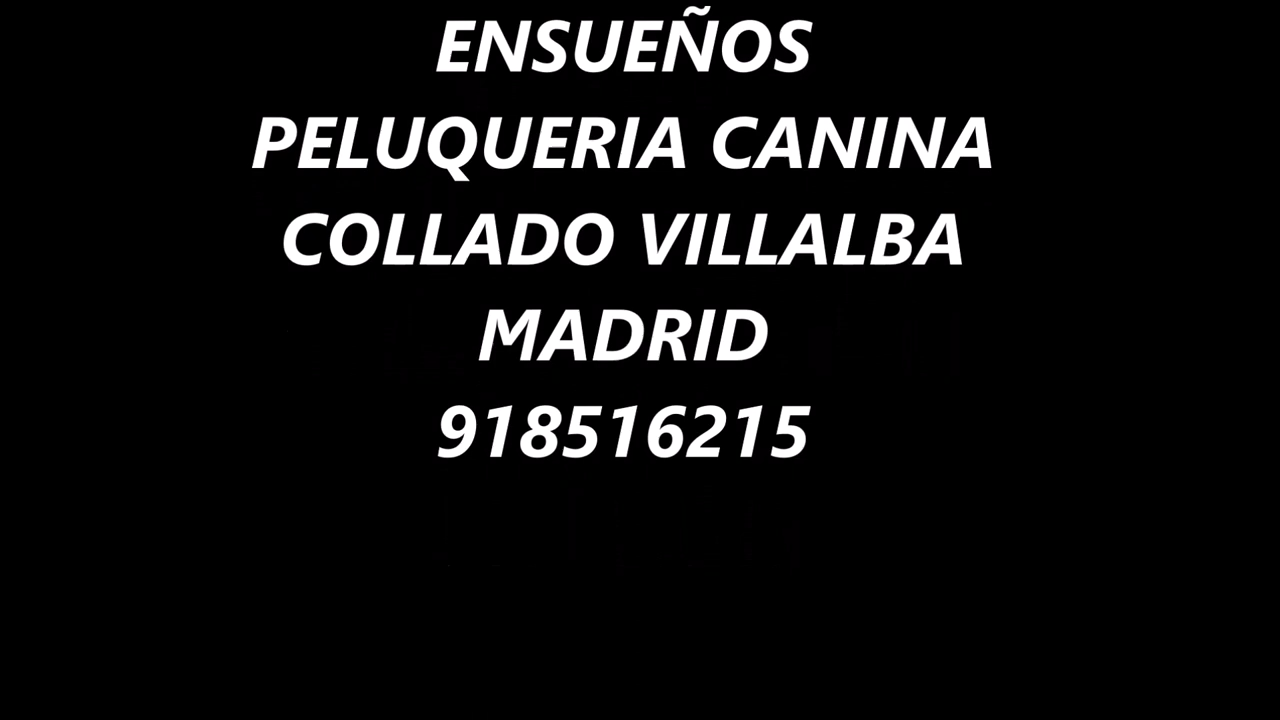 ENSUEÑOS
PELUQUERIA CANINA
COLLADO VILLALBA
MADRID
918516215